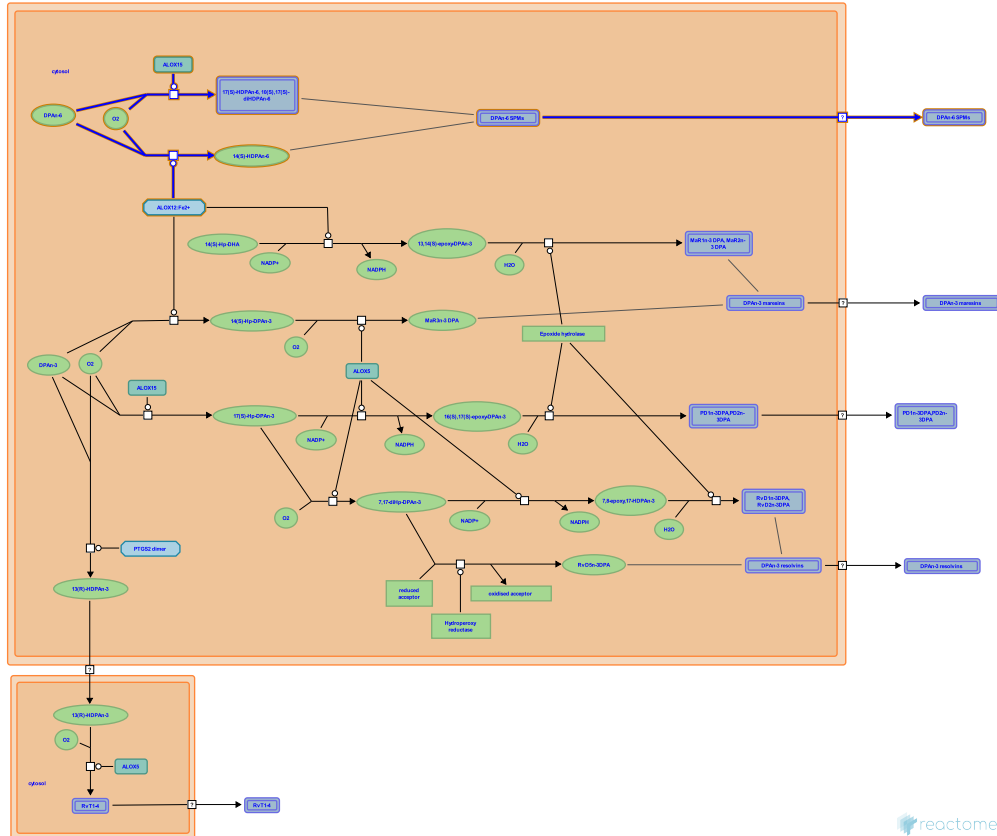 ALOX15
cytosol
17(S)-HDPAn-6, 16(S),17(S)-
diHDPAn-6
DPAn-6
O2
DPAn-6 SPMs
DPAn-6 SPMs
?
14(S)-HDPAn-6
ALOX12:Fe2+
14(S)-Hp-DHA
13,14(S)-epoxyDPAn-3
MaR1n-3 DPA, MaR2n-
3 DPA
NADP+
NADPH
H2O
DPAn-3 maresins
?
DPAn-3 maresins
14(S)-Hp-DPAn-3
MaR3n-3 DPA
O2
Epoxide hydrolase
DPAn-3
O2
ALOX5
ALOX15
17(S)-Hp-DPAn-3
16(S),17(S)-epoxyDPAn-3
PD1n-3DPA,PD2n-
3DPA
?
PD1n-3DPA,PD2n-
3DPA
NADP+
NADPH
H2O
7,17-diHp-DPAn-3
7,8-epoxy,17-HDPAn-3
RvD1n-3DPA,
RvD2n-3DPA
O2
NADP+
NADPH
H2O
PTGS2 dimer
RvD5n-3DPA
DPAn-3 resolvins
?
DPAn-3 resolvins
13(R)-HDPAn-3
reduced
acceptor
oxidised acceptor
Hydroperoxy
reductase
?
13(R)-HDPAn-3
O2
ALOX5
cytosol
RvT1-4
?
RvT1-4
reactome